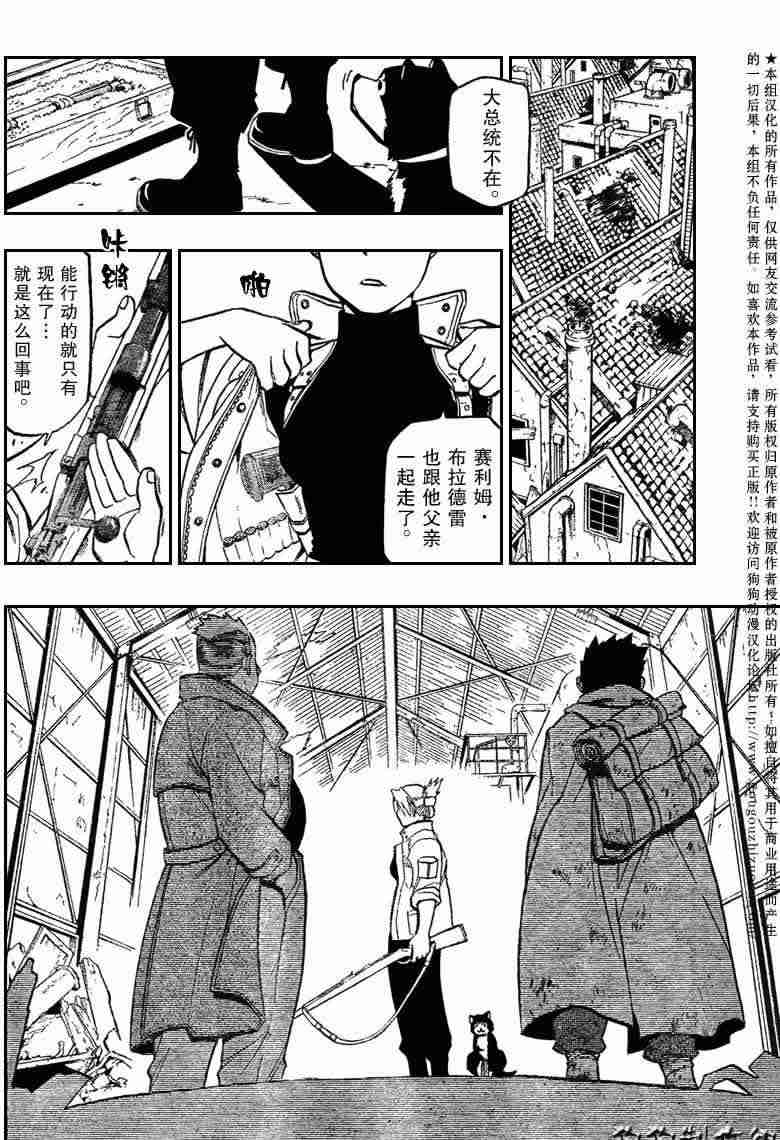 ★本组汉化的所有作品，仅供网友交流参考试看，所有版权归原作者和被原作者授权的出版社所有！如擅自将其用于商业用途而产生
的一切后果，本组不负任何责任。如喜欢本作品，请支持购买正版!!欢迎访问狗狗动漫汉化论坛
大总统不在。
赛利姆·
布拉德雷
也跟他父亲
一起走了。
啪
咔
锵
能行动的就只有
现在了…
就是这么回事吧。